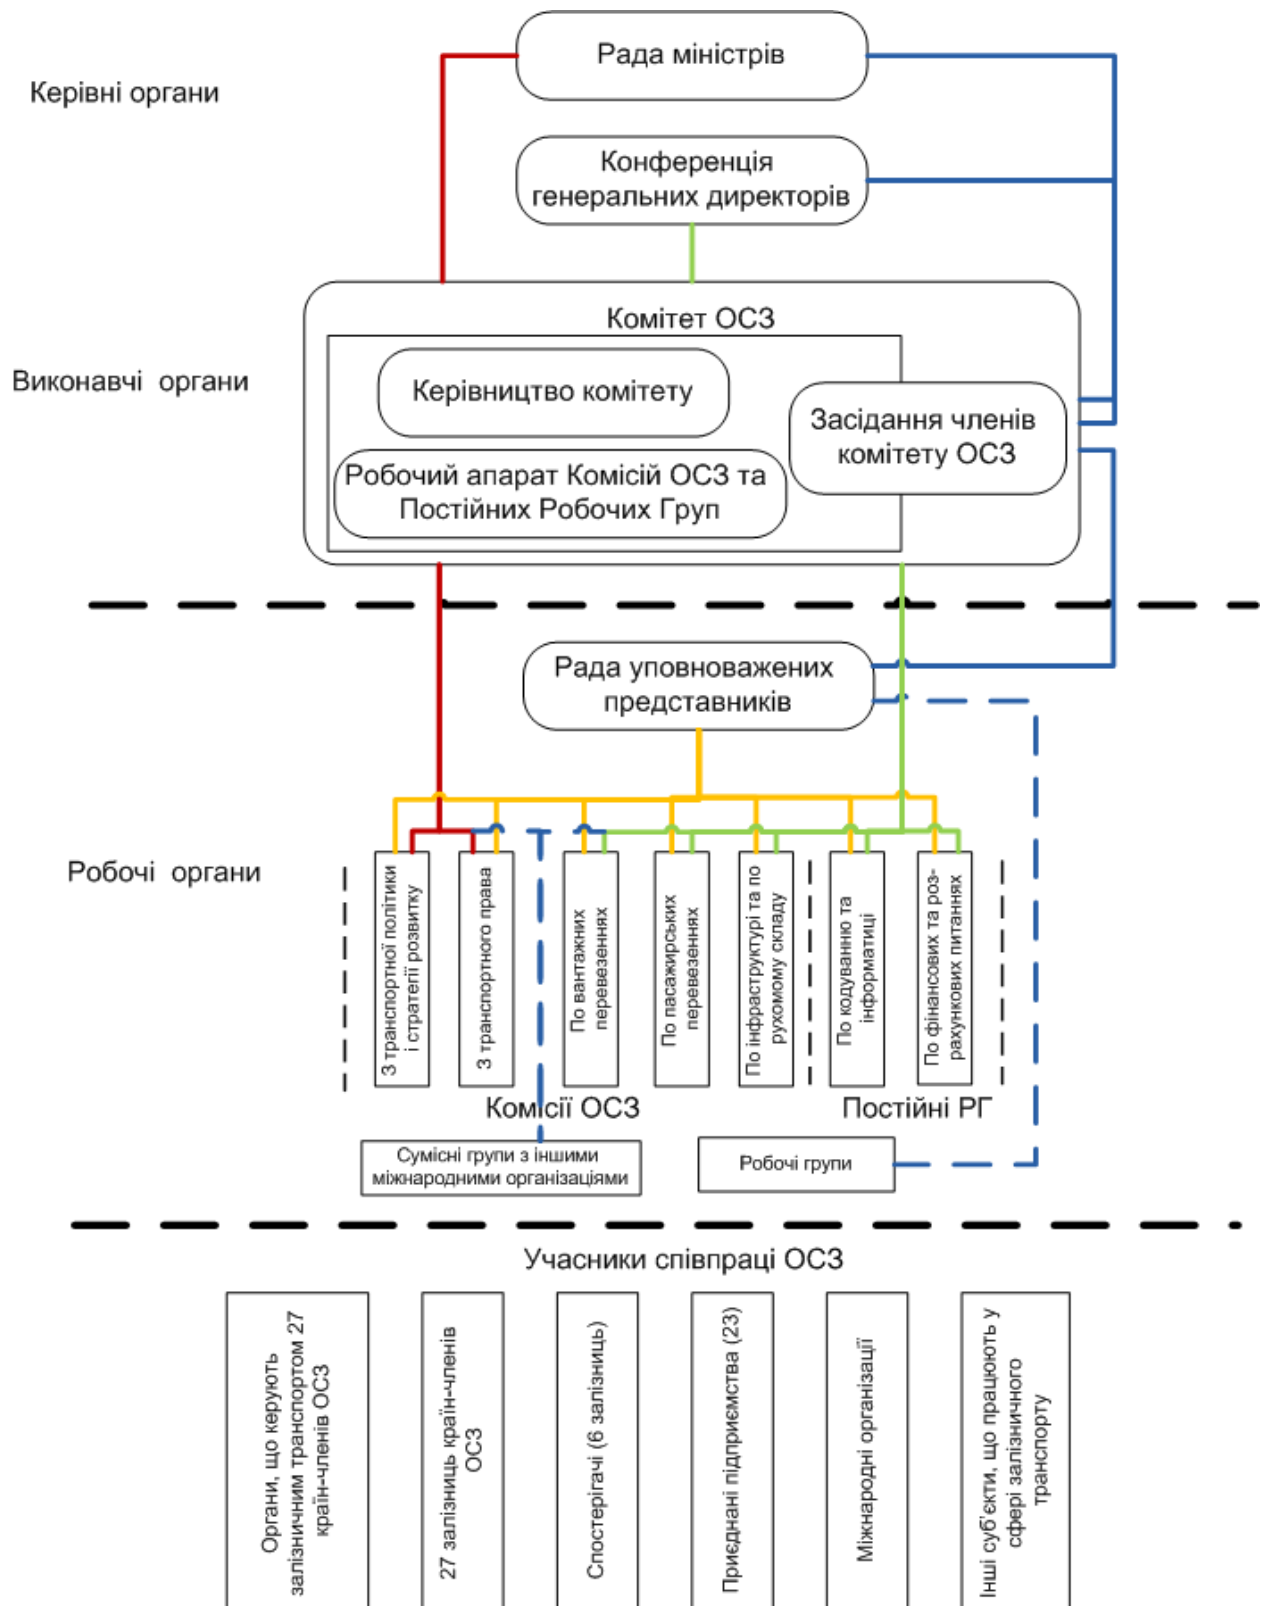 Рада міністрів
Керівні органи
Конференція
генеральних директорів
Комітет ОСЗ
Виконавчі органи
Керівництво комітету
Засідання членів
комітету ОСЗ
Робочий апарат Комісій ОСЗ та
Постійних Робочих Груп
Рада уповноважених
представників
Робочі органи
З транспортної політики
і стратегії розвитку
З транспортного права
По вантажних
перевезеннях
По пасажирських
перевезеннях
По інфраструктурі та по
рухомому складу
По кодуванню та
інформатиці
По фінансових та роз-
рахункових питаннях
Комісії ОСЗ
Постійні РГ
Сумісні групи з іншими
міжнародними організаціями
Робочі групи
Учасники співпраці ОСЗ
Органи, що керують
залізничним транспортом 27
країн-членів ОСЗ
27 залізниць країн-членів
ОСЗ
Спостерігачі (6 залізниць)
Приєднані підприємства (23)
Міжнародні організації
Інші суб'єкти, що працюють у
сфері залізничного
транспорту